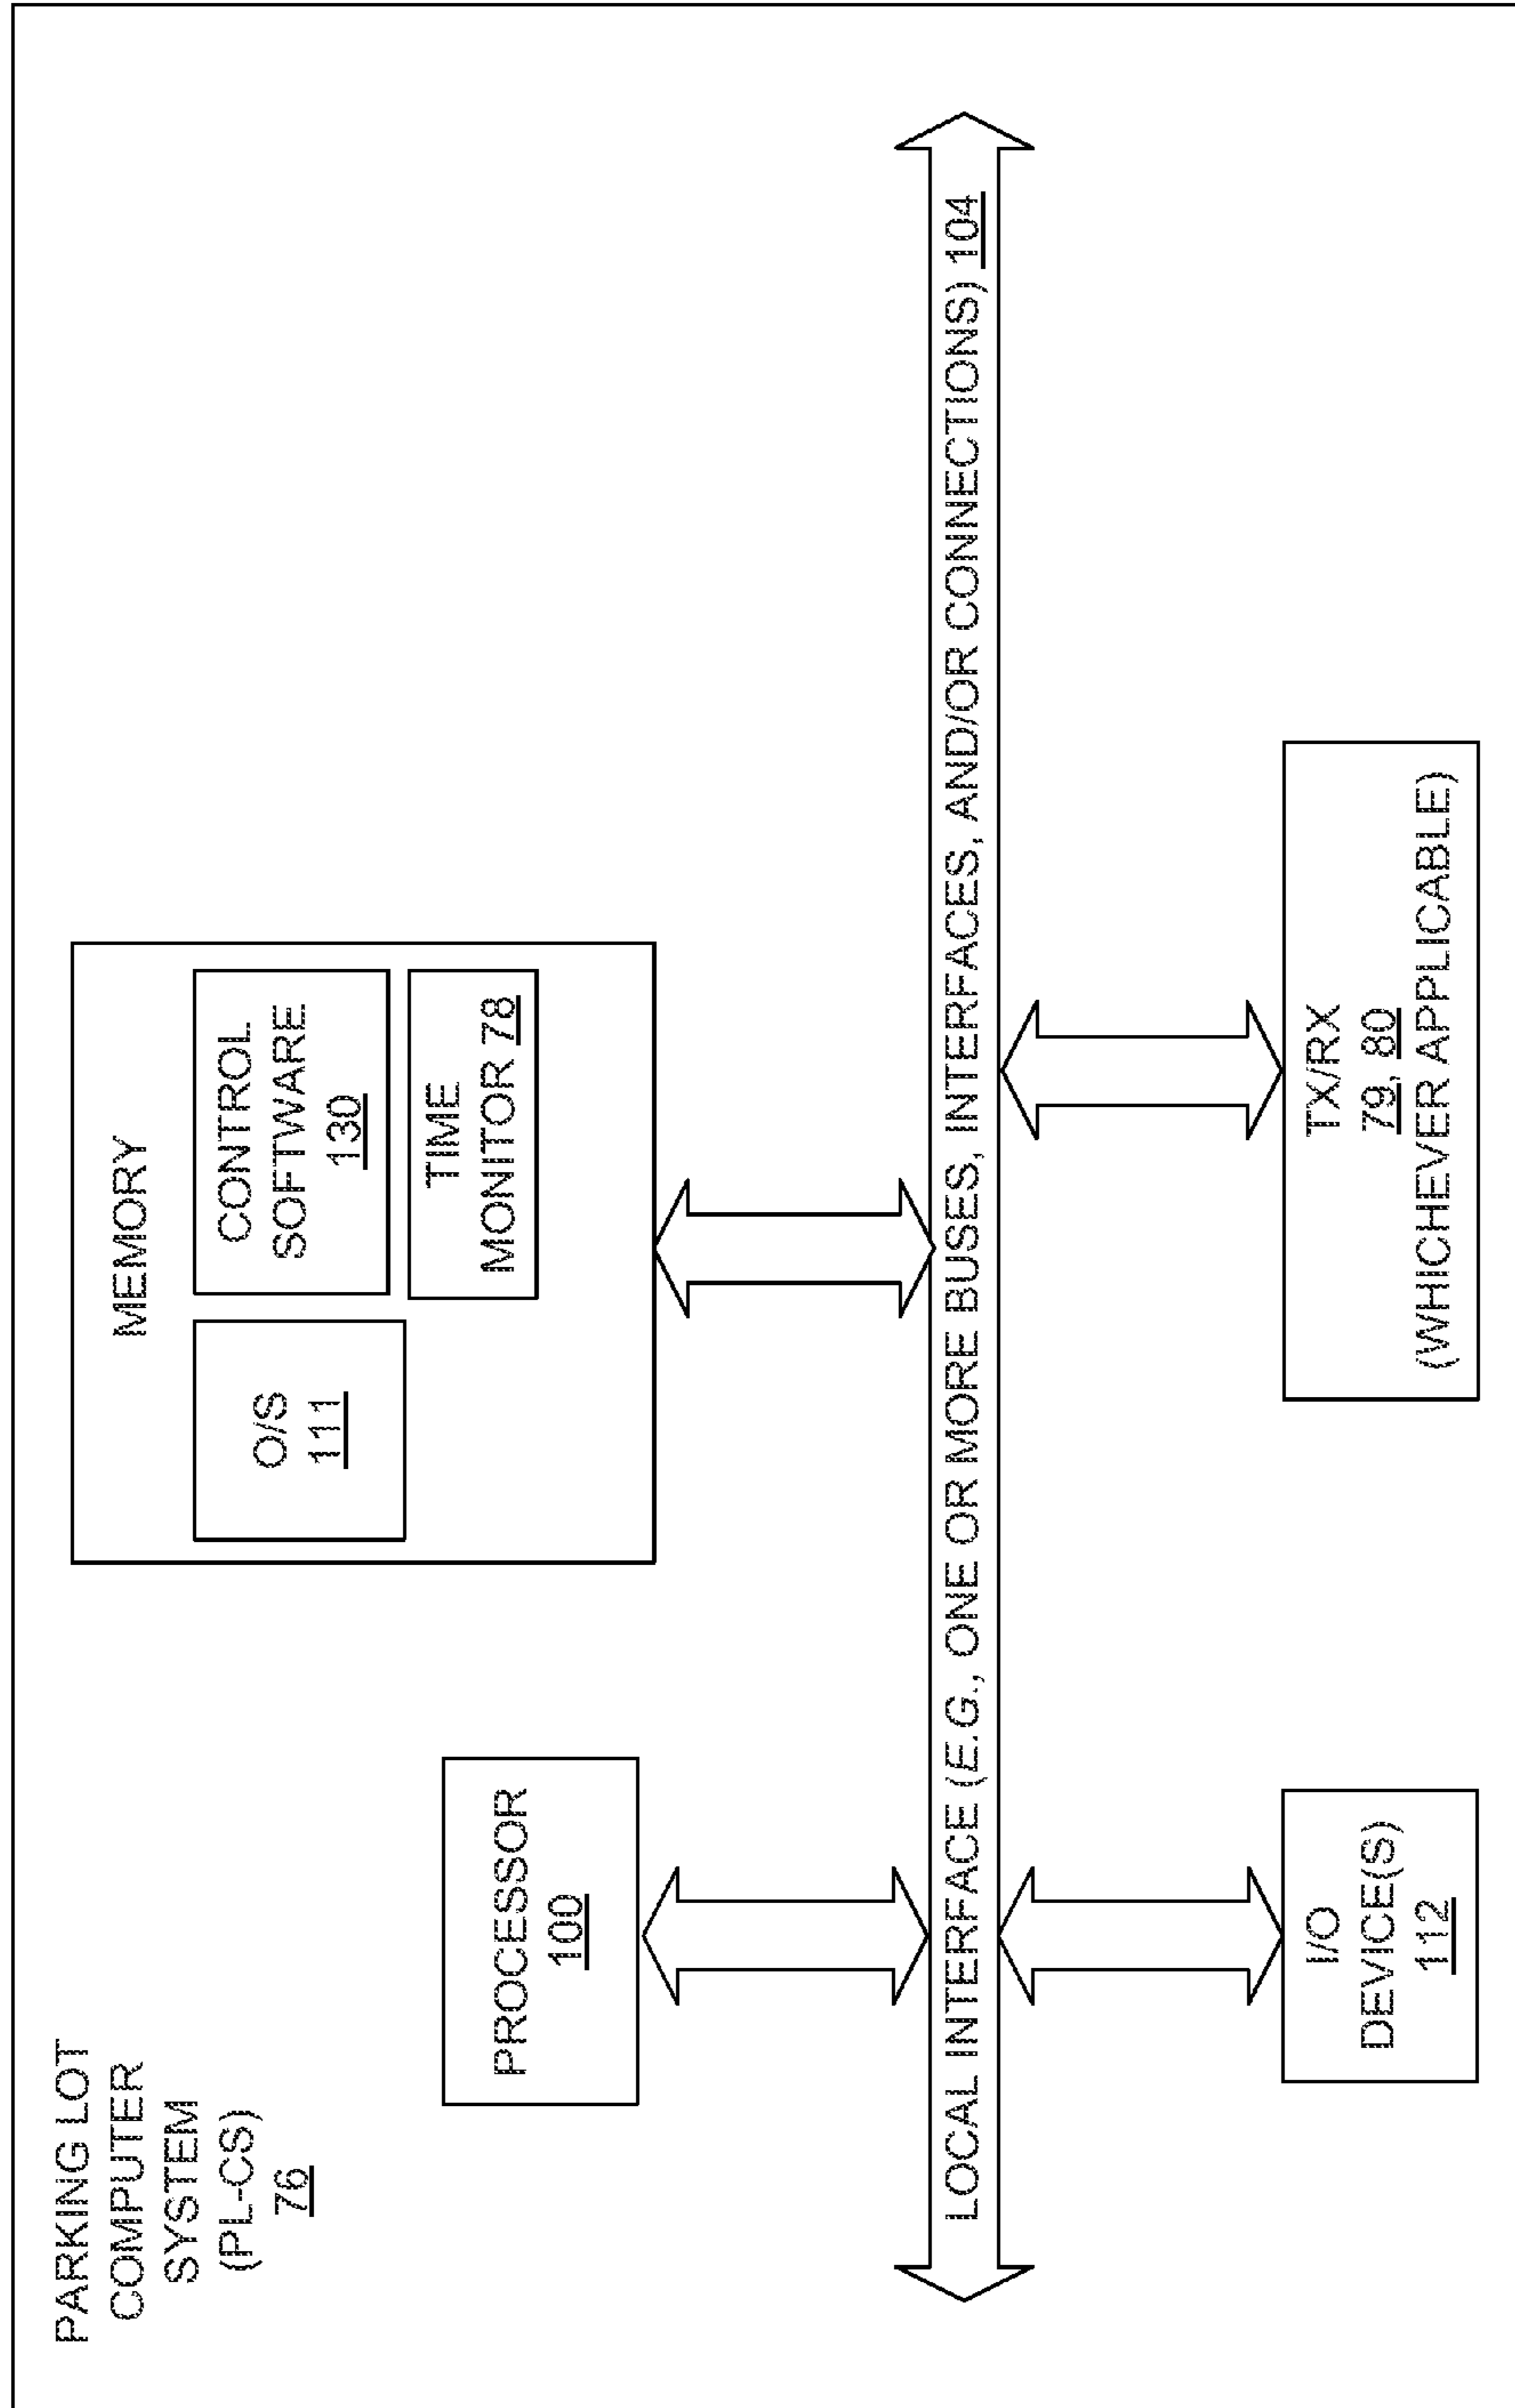 PARKING LOT
COMPUTER
SYSTEM
(PL-CS)
76
PROCESSOR
100
MEMORY
O/S
111
CONTROL
SOFTWARE
130
TIME
MONITOR 78
LOCAL INTERFACE (E.G., ONE OR MORE BUSES, INTERFACES, AND/OR CONNECTIONS) 104
I/O
DEVICE(S)
112
TX/RX
79, 80
(WHICHEVER APPLICABLE)